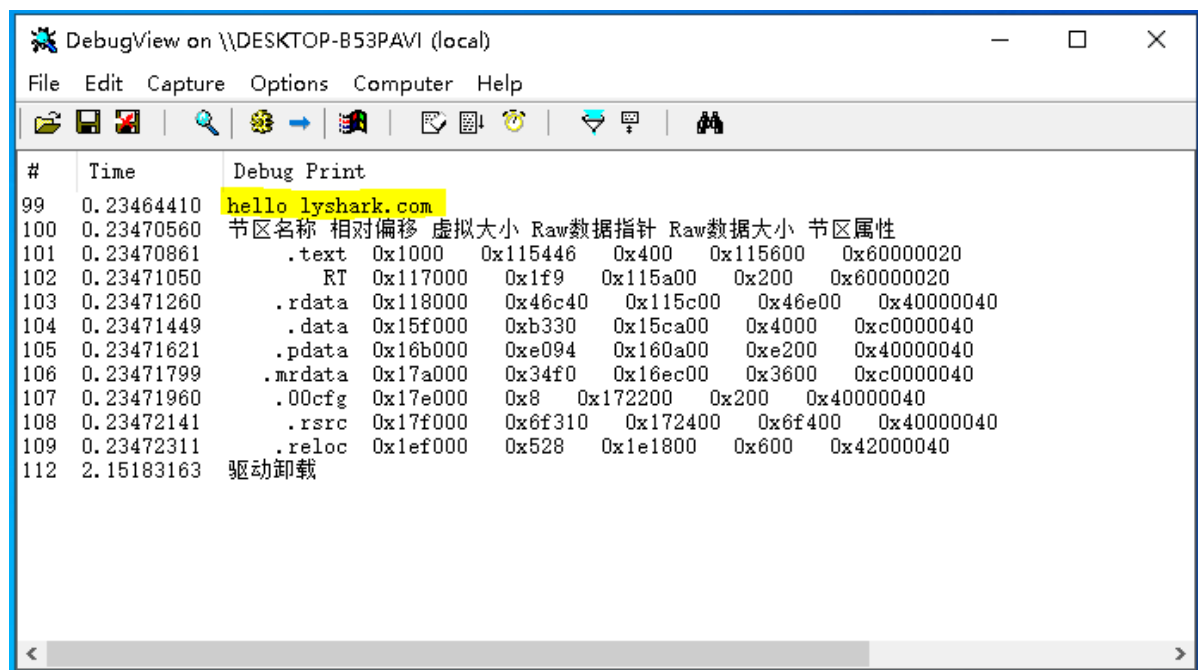 DebugView on \\DESKTOP-B53PAVI (local)
File Edit Capture Options Computer Help
# Time Debug Print
99 0.23464410 hello lyshark.com
100 0.23470560 节区名称 相对偏移 虚拟大小 Raw数据指针 Raw数据大小 节区属性
101 0.23470861 .text 0x1000 0x115446 0x400 0x115600 0x60000020
102 0.23471050 RT 0x117000 0x1f9 0x115a00 0x200 0x60000020
103 0.23471260 .rdata 0x118000 0x46c40 0x115c00 0x46e00 0x40000040
104 0.23471449 .data 0x15f000 0xb330 0x15ca00 0x4000 0xc0000040
105 0.23471621 .pdata 0x16b000 0xe094 0x160a00 0xe200 0x40000040
106 0.23471799 .mrdata 0x17a000 0x34f0 0x16ec00 0x3600 0xc0000040
107 0.23471960 .00cfg 0x17e000 0x8 0x172200 0x200 0x40000040
108 0.23472141 .rsrc 0x17f000 0x6f310 0x172400 0x6f400 0x40000040
109 0.23472311 .reloc 0x1ef000 0x528 0x1e1800 0x600 0x42000040
112 2.15183163 驱动卸载